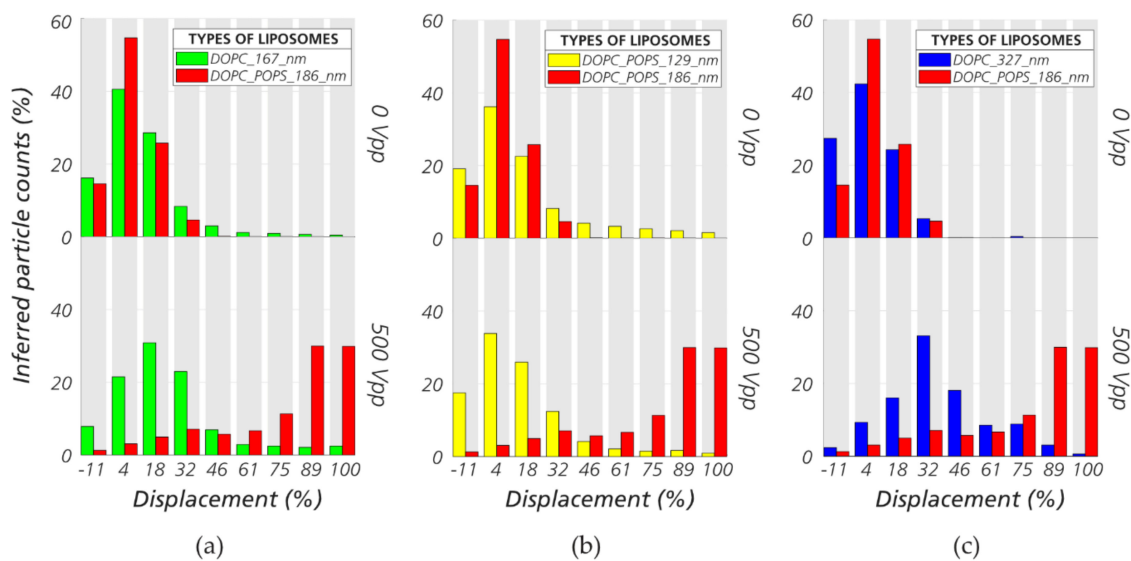 60
40
20
0
TYPES OF LIPOSOMES
DOPC_167_nm
DOPC_POPS_186_nm
0 Vpp
40
20
0
500 Vpp
Inferred particle counts (%)
-11 4 18 32 46 61 75 89 100
Displacement (%)
(a)
60
40
20
0
TYPES OF LIPOSOMES
DOPC_POPS_129_nm
DOPC_POPS_186_nm
0 Vpp
40
20
0
500 Vpp
-11 4 18 32 46 61 75 89 100
Displacement (%)
(b)
60
40
20
0
TYPES OF LIPOSOMES
DOPC_327_nm
DOPC_POPS_186_nm
0 Vpp
40
20
0
500 Vpp
-11 4 18 32 46 61 75 89 100
Displacement (%)
(c)